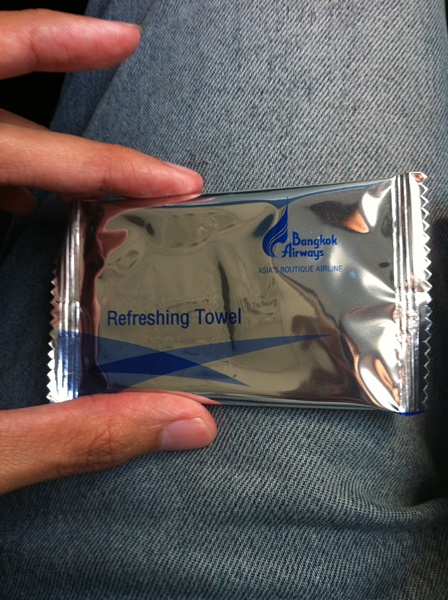 Bangkok
Airways
ASIA'S BOUTIQUE AIRLINE
Refreshing Towel